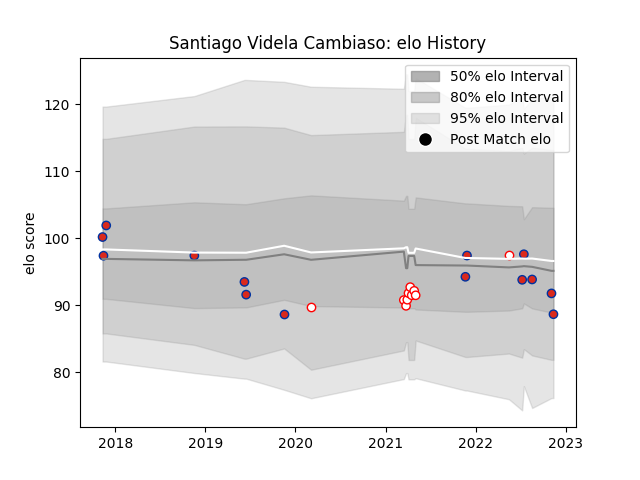 Santiago Videla Cambiaso: elo History
50% elo Interval
80% elo Interval
95% elo Interval
Post Match elo
elo score
120
110
100
90
80
2018 2019 2020 2021 2022 2023